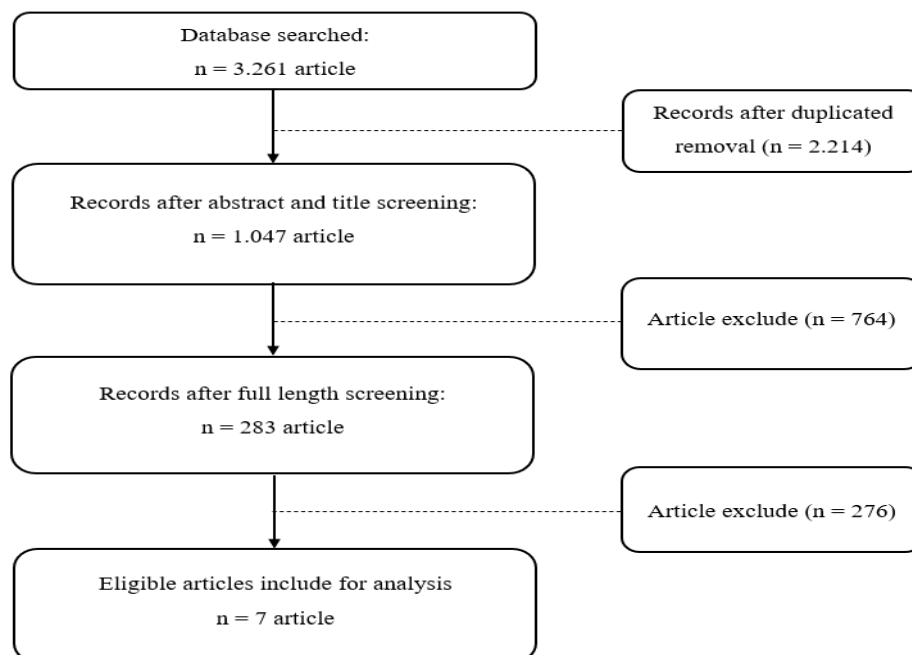 Database searched:
n = 3.261 article
Records after duplicated
removal (n = 2.214)
Records after abstract and title screening:
n = 1.047 article
Article exclude (n = 764)
Records after full length screening:
n = 283 article
Article exclude (n = 276)
Eligible articles include for analysis
n = 7 article